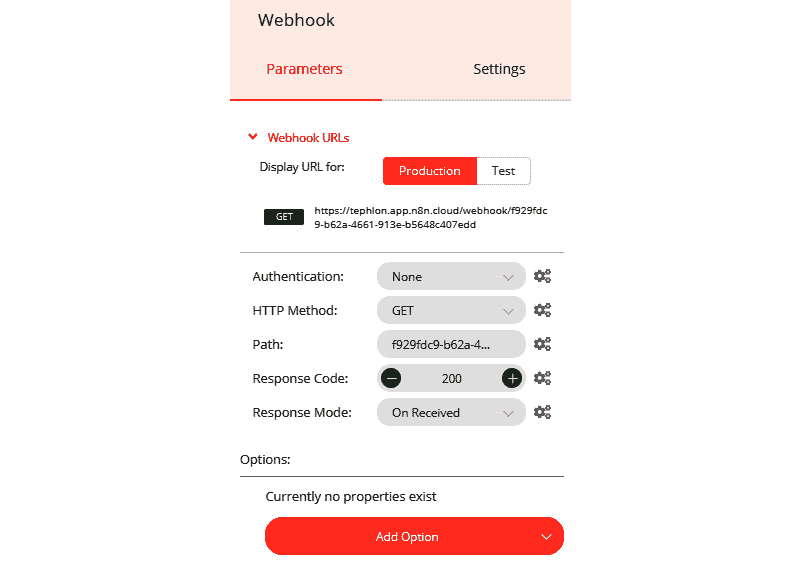 Webhook
Parameters Settings
Webhook URLs
Display URL for: Production Test
GET https://tephlon.app.n8n.cloud/webhook/f929fdc
9-b62a-4661-913e-b5648c407edd
Authentication: None
HTTP Method: GET
Path: f929fdc9-b62a-4...
Response Code: 200
Response Mode: On Received
Options:
Currently no properties exist
Add Option